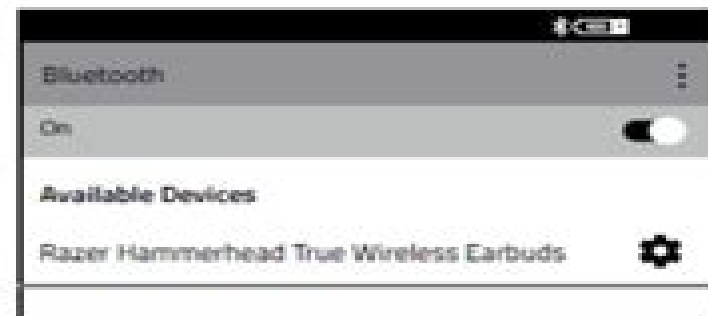 Bluetooth
On
Available Devices
Razer Hammerhead True Wireless Earbuds